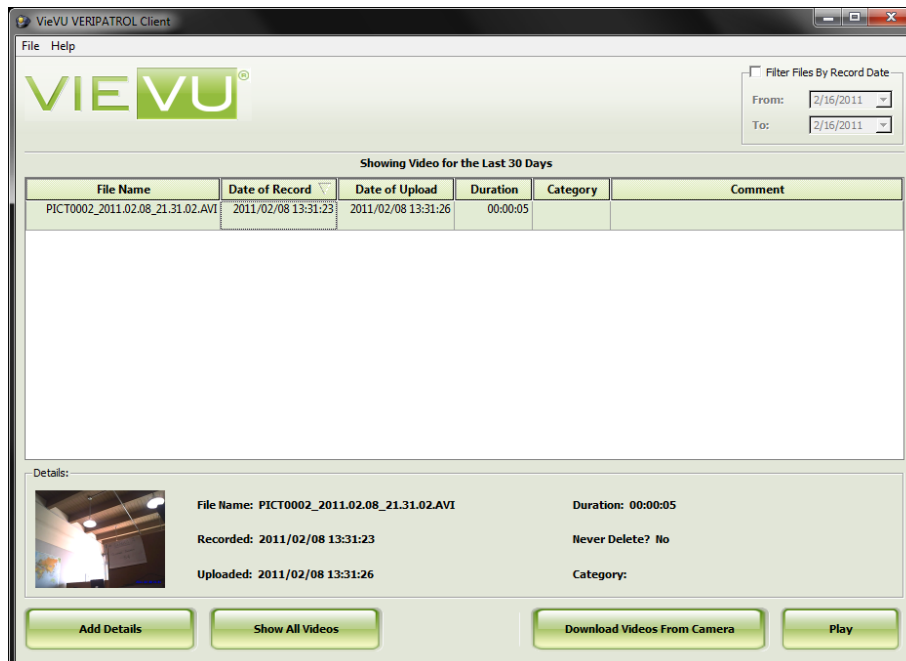 VieVU VERIPATROL Client
File Help
VIEVU®
Filter Files By Record Date
From: 2/16/2011
To: 2/16/2011
Showing Video for the Last 30 Days
File Name Date of Record Date of Upload Duration Category Comment
PICT0002_2011.02.08_21.31.02.AVI 2011/02/08 13:31:23 2011/02/08 13:31:26 00:00:05
Details:
File Name: PICT0002_2011.02.08_21.31.02.AVI Duration: 00:00:05
Recorded: 2011/02/08 13:31:23 Never Delete? No
Uploaded: 2011/02/08 13:31:26 Category:
Add Details Show All Videos Download Videos From Camera Play